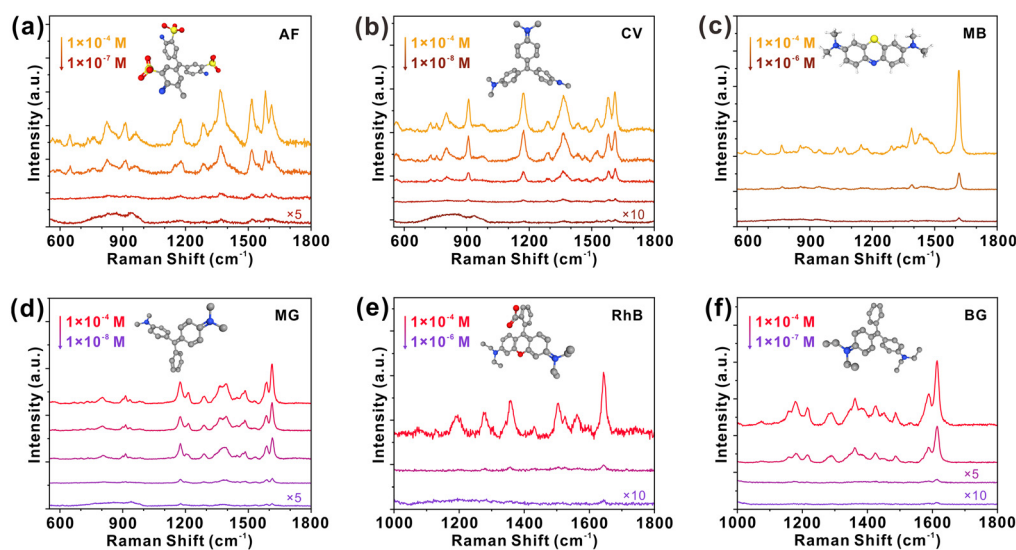 (a)
AF
1×10⁻⁴ M
1×10⁻⁷ M
×5
Intensity (a.u.)
600 900 1200 1500 1800
Raman Shift (cm⁻¹)
(b)
CV
1×10⁻⁴ M
1×10⁻⁸ M
×10
Intensity (a.u.)
600 900 1200 1500 1800
Raman Shift (cm⁻¹)
(c)
MB
1×10⁻⁴ M
1×10⁻⁶ M
Intensity (a.u.)
600 900 1200 1500 1800
Raman Shift (cm⁻¹)
(d)
MG
1×10⁻⁴ M
1×10⁻⁸ M
×5
Intensity (a.u.)
600 900 1200 1500 1800
Raman Shift (cm⁻¹)
(e)
RhB
1×10⁻⁴ M
1×10⁻⁶ M
×10
Intensity (a.u.)
1000 1200 1400 1600 1800
Raman Shift (cm⁻¹)
(f)
BG
1×10⁻⁴ M
1×10⁻⁷ M
×5
×10
Intensity (a.u.)
1000 1200 1400 1600 1800
Raman Shift (cm⁻¹)